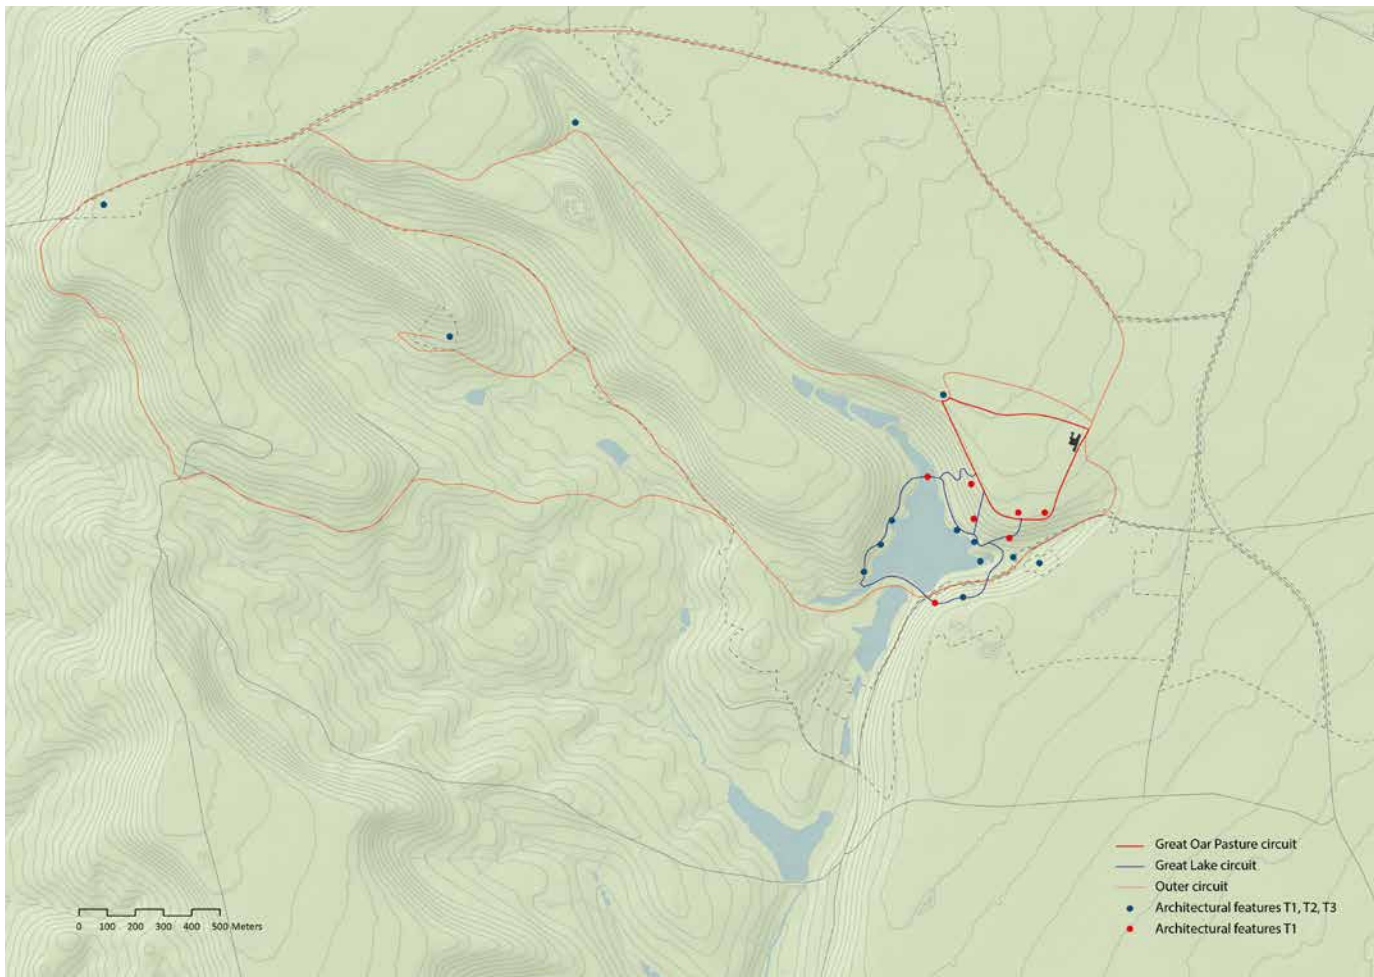 Great Oar Pasture circuit
Great Lake circuit
Outer circuit
Architectural features T1, T2, T3
Architectural features T1
0 100 200 300 400 500 Meters